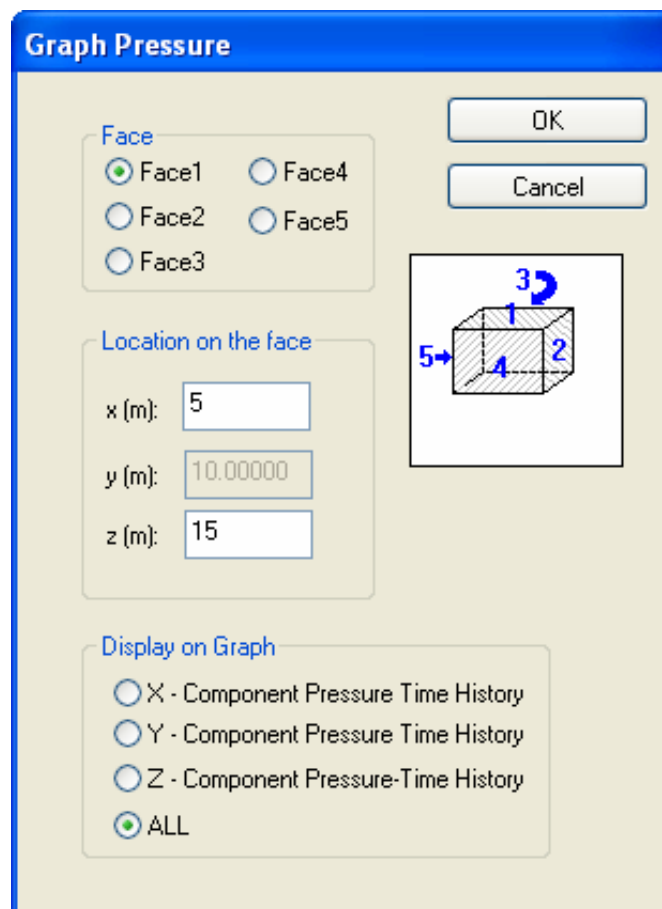 Graph Pressure
OK
Cancel
Face
Face1
Face4
Face2
Face5
Face3
3
1
5
4
2
Location on the face
x (m):
5
y (m):
10.00000
z (m):
15
Display on Graph
X - Component Pressure Time History
Y - Component Pressure Time History
Z - Component Pressure-Time History
ALL